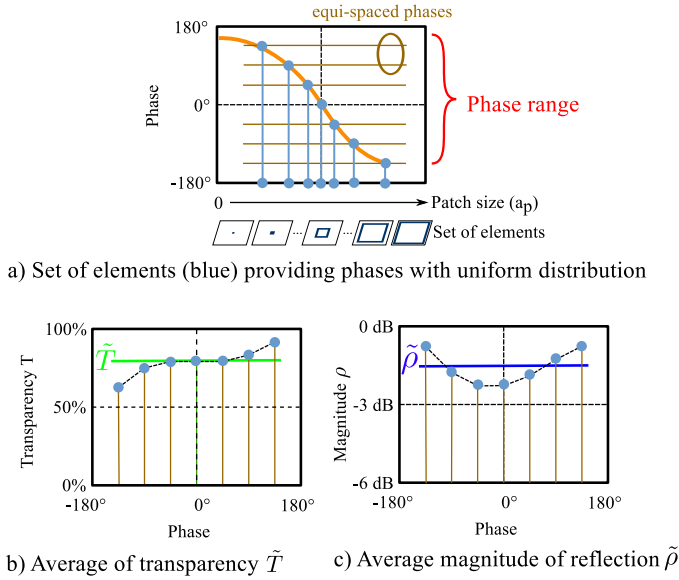 equi-spaced phases
180°
0°
-180°
Phase
Phase range
0
Patch size (aₚ)
... ...
Set of elements
a) Set of elements (blue) providing phases with uniform distribution
100%
50%
0%
Transparency T
T̃
-180°
0°
180°
Phase
b) Average of transparency T̃
0 dB
-3 dB
-6 dB
Magnitude ρ
ρ̃
-180°
0°
180°
Phase
c) Average magnitude of reflection ρ̃